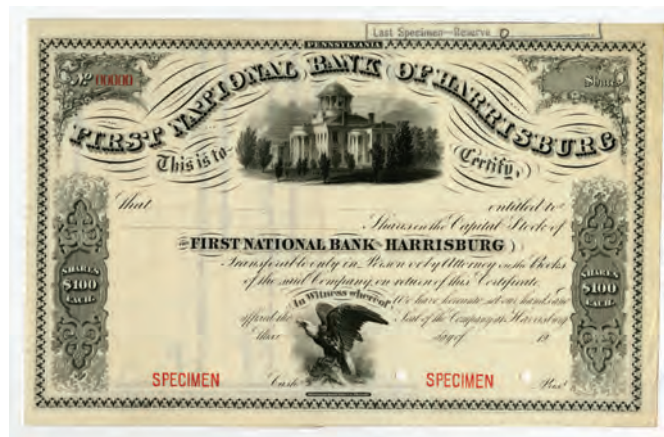 Last Specimen—Reserve O
PENNSYLVANIA
No 00000
Shares
FIRST NATIONAL BANK OF HARRISBURG
This is to Certify,
That entitled to
Shares in the Capital Stock of
FIRST NATIONAL BANK HARRISBURG
Transferable only in Person or by Attorney on the Books
of the said Company on return of this Certificate.
In Witness whereof, We have hereunto set our hands and
affixed the Seal of the Company at Harrisburg
this day of 19
SHARES
$100
EACH.
SHARES
$100
EACH.
SPECIMEN
Cash
SPECIMEN
Pres